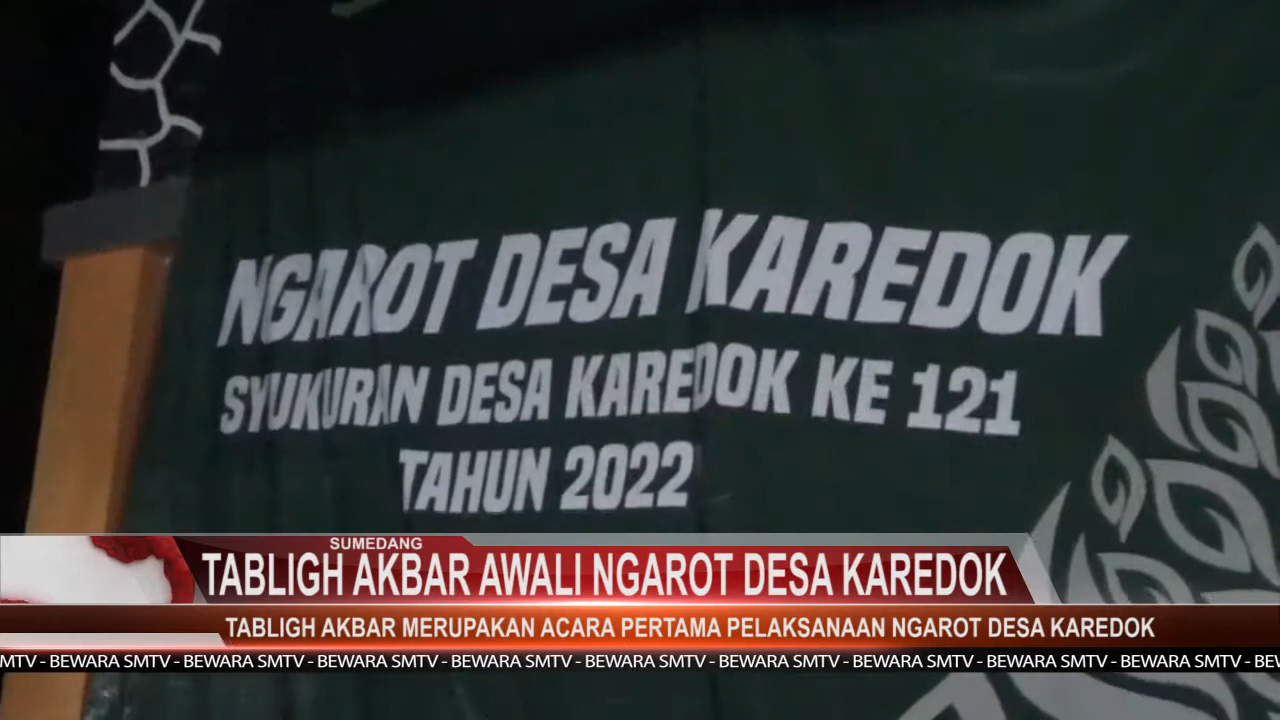 NGAROT DESA KAREDOK
SYUKURAN DESA KAREDOK KE 121
TAHUN 2022
SUMEDANG
TABLIGH AKBAR AWALI NGAROT DESA KAREDOK
TABLIGH AKBAR MERUPAKAN ACARA PERTAMA PELAKSANAAN NGAROT DESA KAREDOK
MTV - BEWARA SMTV - BEWARA SMTV - BEWARA SMTV - BEWARA SMTV - BEWARA SMTV - BEWARA SMTV - BEWARA SMTV - BEWARA SMTV - BEWARA SMTV - BEW